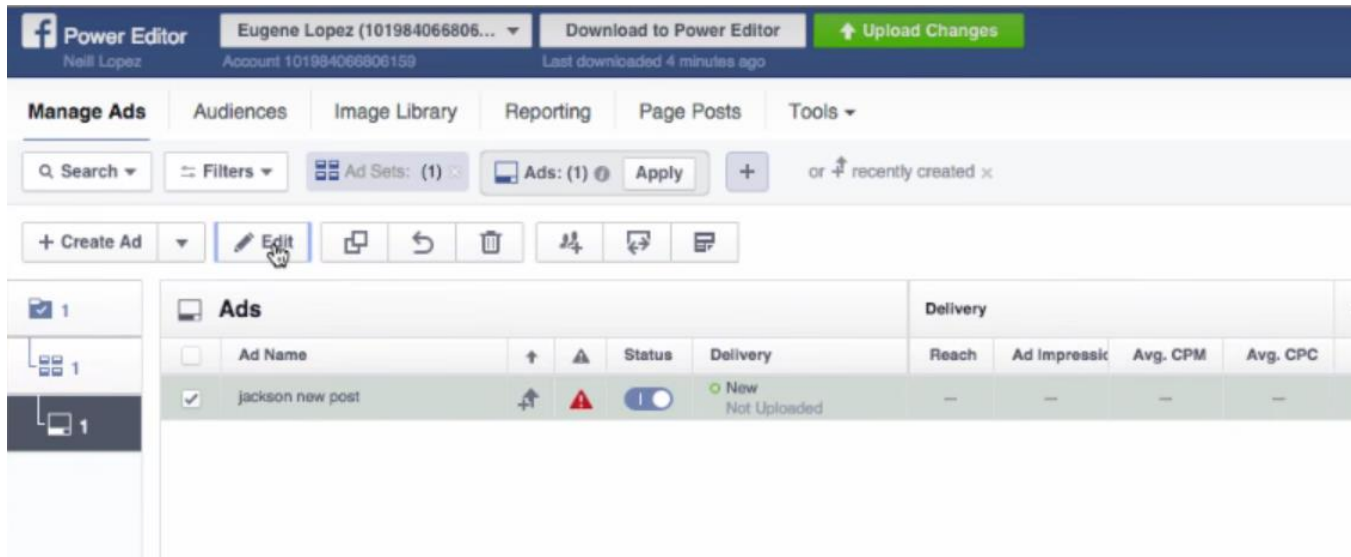 f Power Editor Eugene Lopez (101984066806... Download to Power Editor Upload Changes
Neill Lopez Account 101984066806159 Last downloaded 4 minutes ago
Manage Ads Audiences Image Library Reporting Page Posts Tools
Search Filters Ad Sets: (1) × Ads: (1) Apply + or recently created ×
+ Create Ad Edit
1 Ads Delivery
1 Ad Name Status Delivery Reach Ad Impressic Avg. CPM Avg. CPC
jackson new post New — — — —
Not Uploaded
1